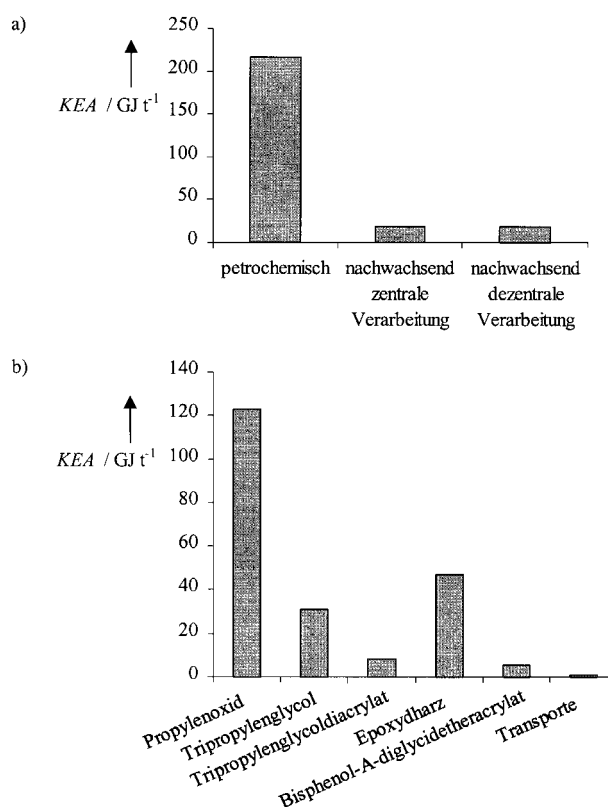 a)
KEA / GJ t⁻¹
250
200
150
100
50
0
petrochemisch
nachwachsend
zentrale
Verarbeitung
nachwachsend
dezentrale
Verarbeitung
b)
KEA / GJ t⁻¹
140
120
100
80
60
40
20
0
Propylenoxid
Tripropylenglycol
Tripropylenglycoldiacrylat
Epoxydharz
Bisphenol-A-diglycidetheracrylat
Transporte